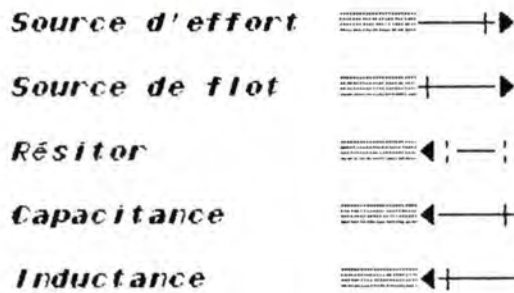 Source d'effort
Source de flot
Résitor
Capacitance
Inductance